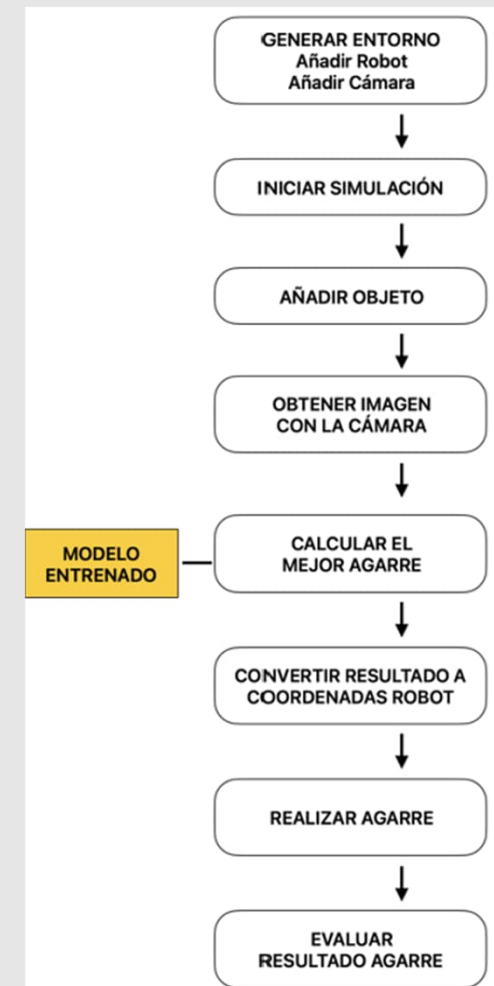 GENERAR ENTORNO
Añadir Robot
Añadir Cámara
INICIAR SIMULACIÓN
AÑADIR OBJETO
OBTENER IMAGEN
CON LA CÁMARA
MODELO
ENTRENADO
CALCULAR EL
MEJOR AGARRE
CONVERTIR RESULTADO A
COORDENADAS ROBOT
REALIZAR AGARRE
EVALUAR
RESULTADO AGARRE